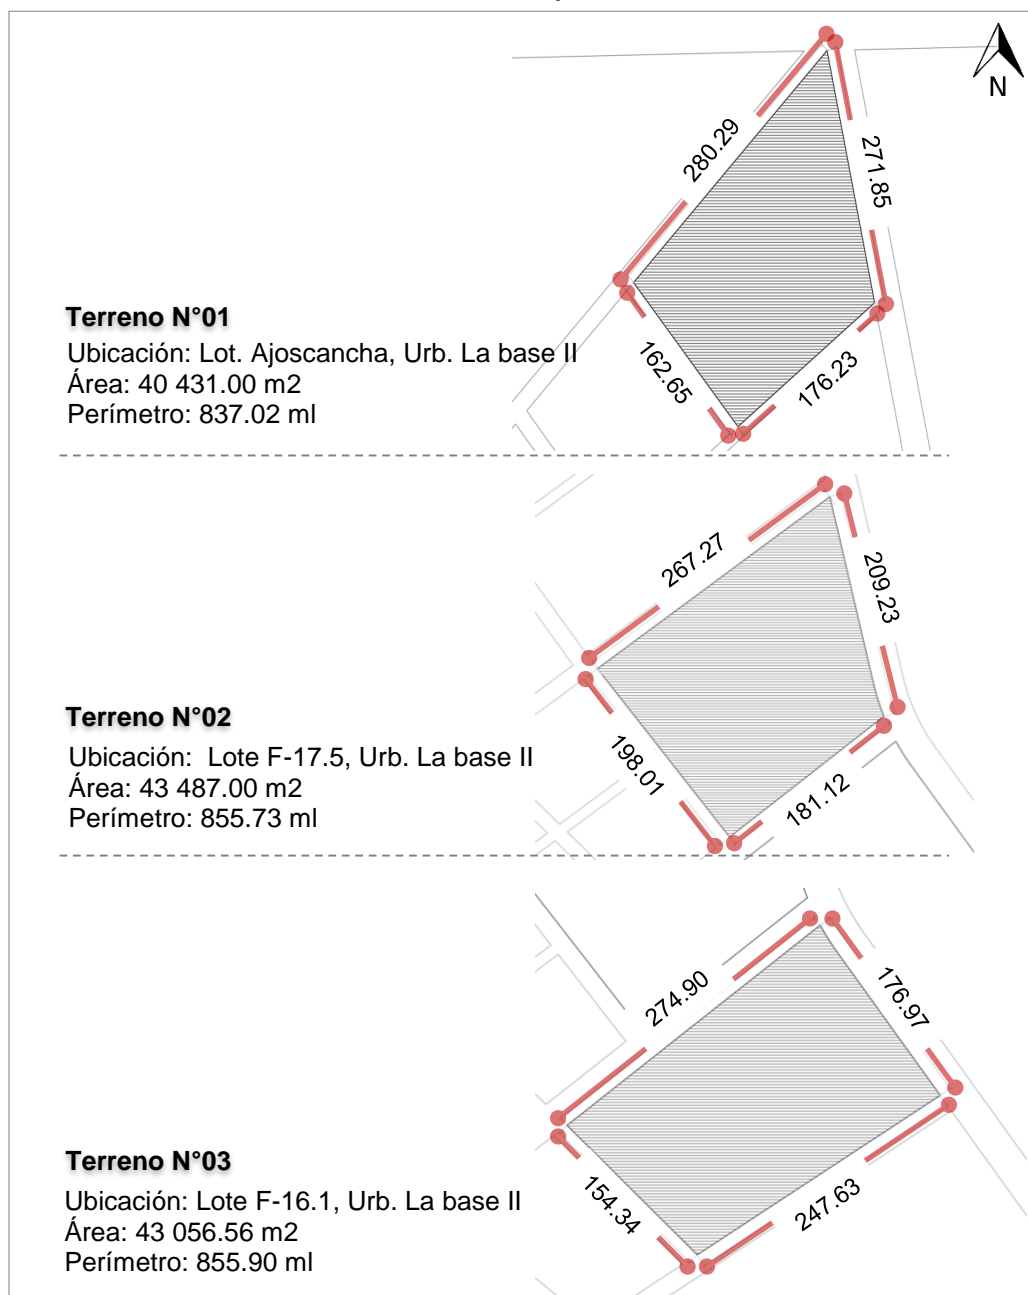 N
280.29
271.85
162.65
176.23
Terreno N°01
Ubicación: Lot. Ajoscancha, Urb. La base II
Área: 40 431.00 m2
Perímetro: 837.02 ml
267.27
209.23
198.01
181.12
Terreno N°02
Ubicación: Lote F-17.5, Urb. La base II
Área: 43 487.00 m2
Perímetro: 855.73 ml
274.90
176.97
154.34
247.63
Terreno N°03
Ubicación: Lote F-16.1, Urb. La base II
Área: 43 056.56 m2
Perímetro: 855.90 ml